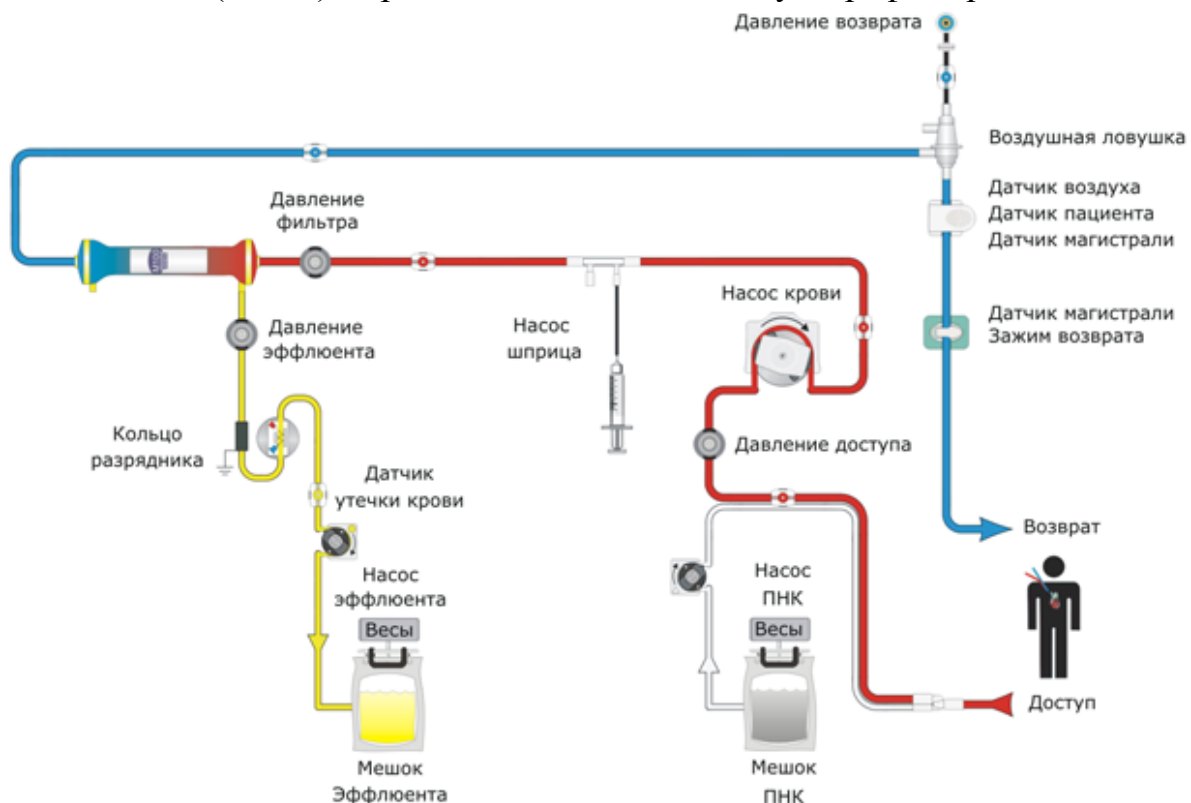 Давление возврата
Воздушная ловушка
Датчик воздуха
Датчик пациента
Датчик магистрали
Давление
фильтра
Насос крови
Датчик магистрали
Зажим возврата
Давление
эффлюента
Насос
шприца
Кольцо
разрядника
Давление доступа
Датчик
утечки крови
Возврат
Насос
эффлюента
Насос
ПНК
Весы
Весы
Доступ
Мешок
Эффлюента
Мешок
ПНК